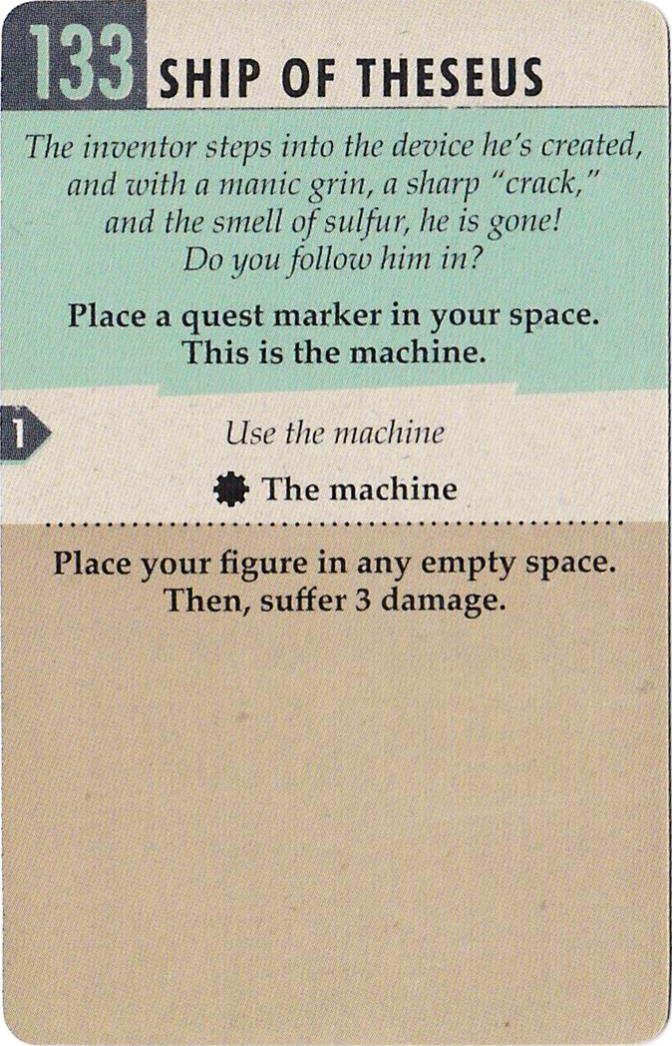 133 SHIP OF THESEUS
The inventor steps into the device he's created,
and with a manic grin, a sharp “crack,”
and the smell of sulfur, he is gone!
Do you follow him in?
Place a quest marker in your space.
This is the machine.
1
Use the machine
The machine
Place your figure in any empty space.
Then, suffer 3 damage.